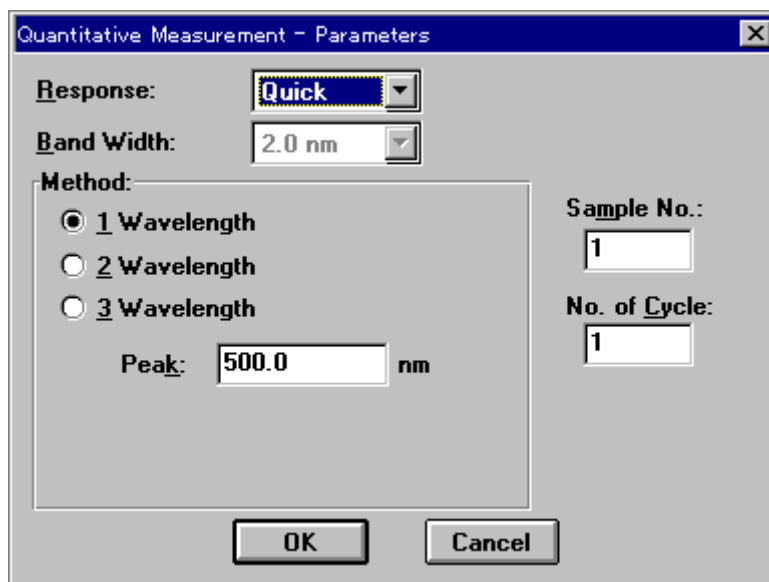 Quantitative Measurement - Parameters
Response: Quick
Band Width: 2.0 nm
Method:
1 Wavelength
2 Wavelength
3 Wavelength
Peak: 500.0 nm
Sample No.:
1
No. of Cycle:
1
OK Cancel